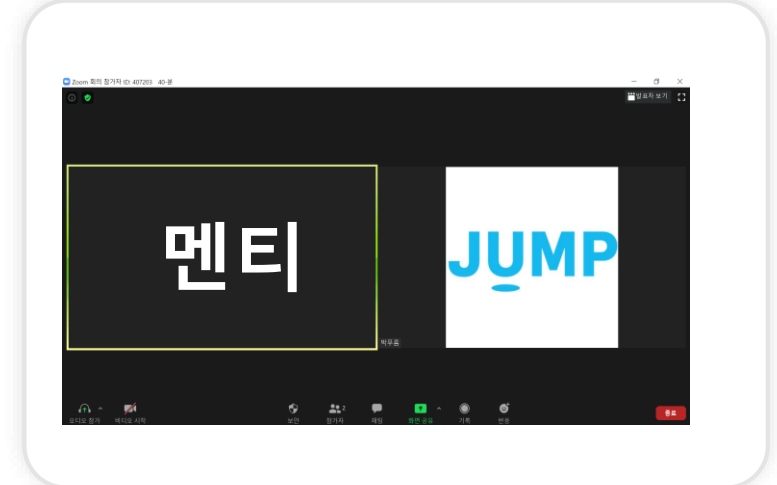 Zoom 회의 참가자 ID: 407283 40-분
발표자 보기
멘티
JUMP
박푸름
오디오 참가 비디오 시작 보안 참가자 2 채팅 화면 공유 기록 반응 종료